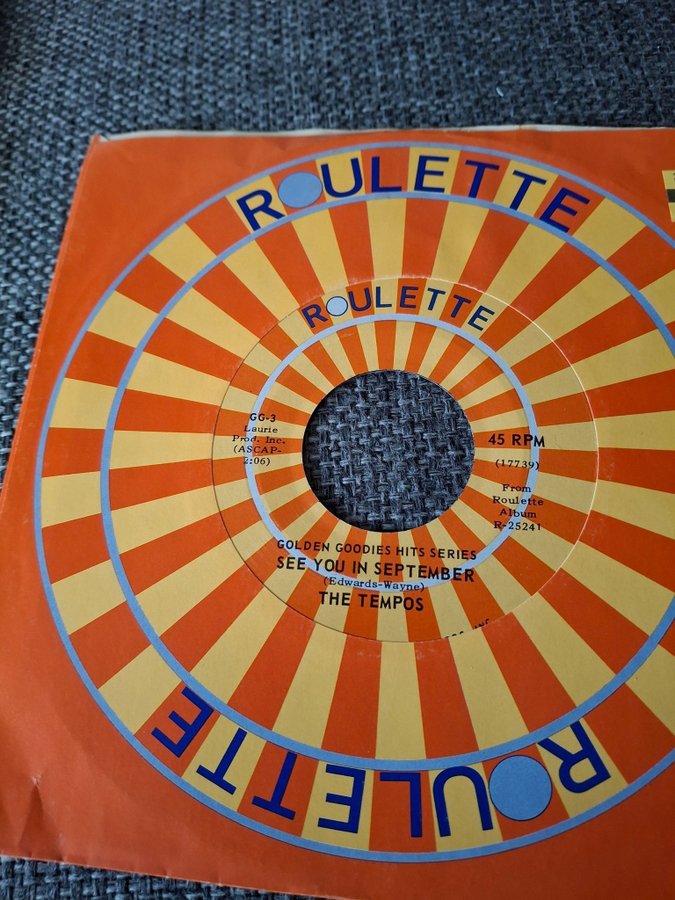 ROULETTE
ROULETTE
GG-3
Laurie
Prod. Inc.
(ASCAP-
2:06)
45 RPM
(17739)
From
Roulette
Album
R-25241
GOLDEN GOODIES HITS SERIES
SEE YOU IN SEPTEMBER
(Edwards-Wayne)
THE TEMPOS
ROULETTE